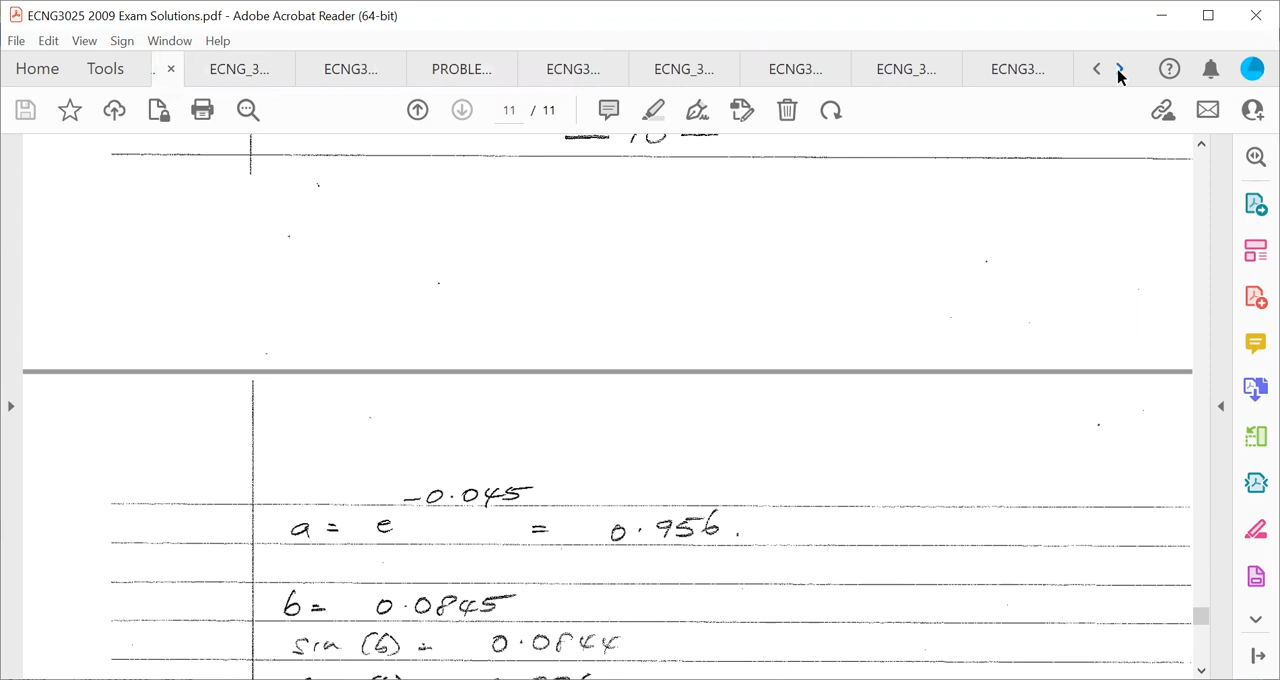 ECNG3025 2009 Exam Solutions.pdf - Adobe Acrobat Reader (64-bit)
File Edit View Sign Window Help
Home Tools .. ECNG_3... ECNG3... PROBLE... ECNG3... ECNG_3... ECNG3... ECNG_3... ECNG3...
11 / 11
-0.045
a = e = 0.956.
b = 0.0845
sin (b) = 0.0844